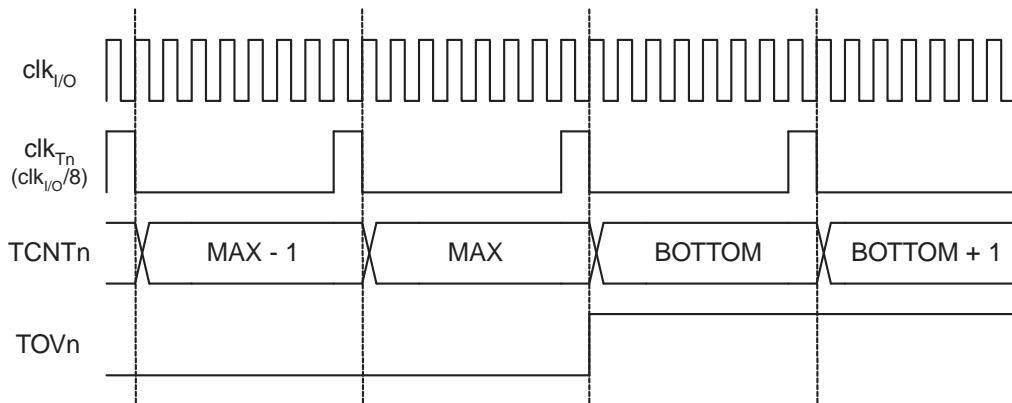 clkI/O
clkTn
(clkI/O/8)
TCNTn MAX - 1 MAX BOTTOM BOTTOM + 1
TOVn